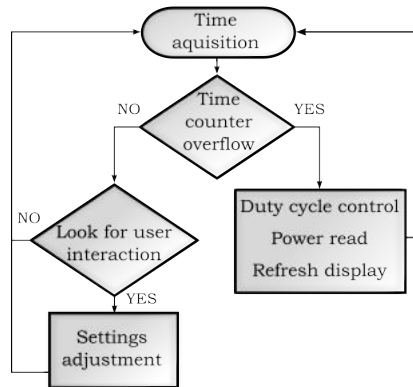 Time
aquisition
NO
Time
counter
overflow
YES
NO
Look for user
interaction
YES
Settings
adjustment
Duty cycle control
Power read
Refresh display